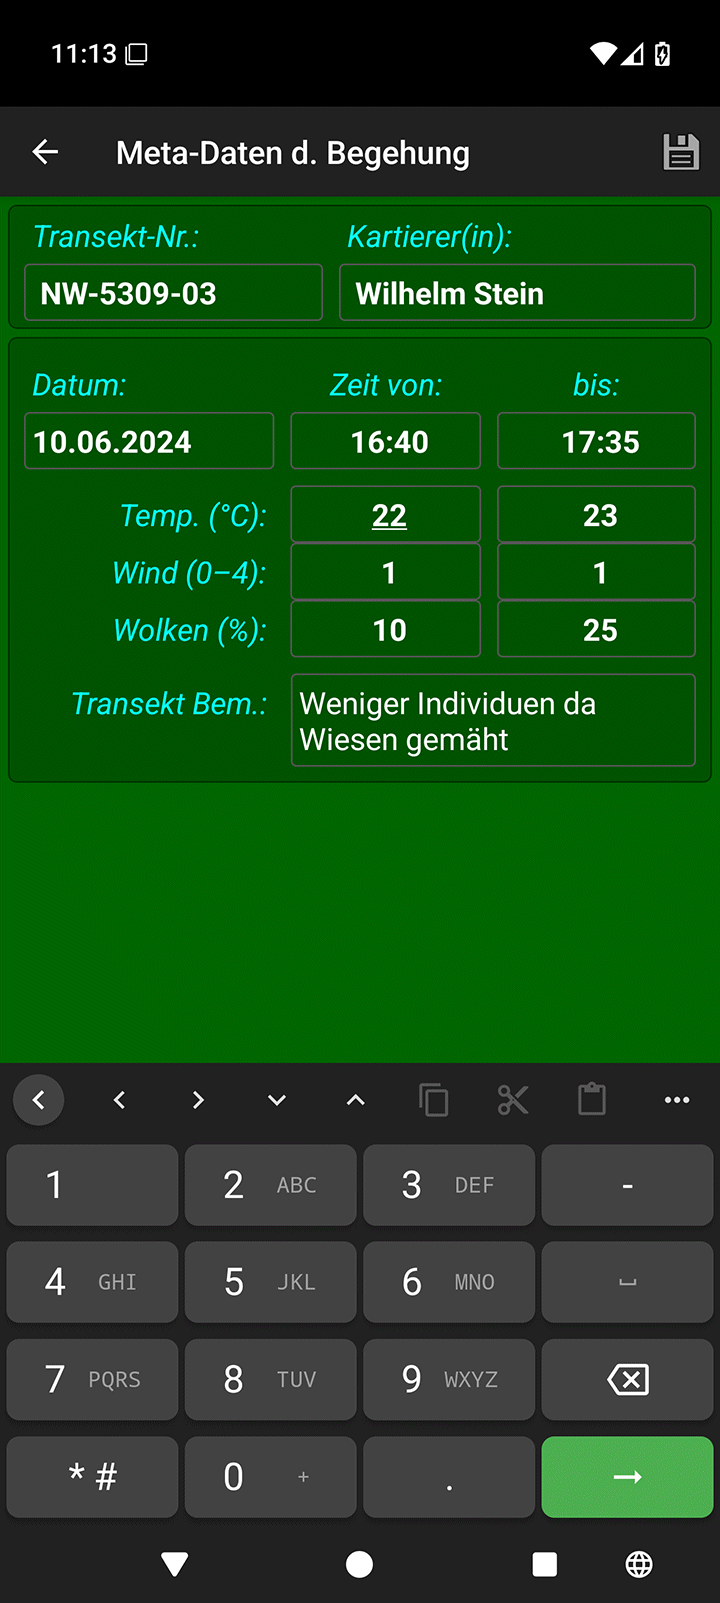 11:13
Meta-Daten d. Begehung
Transekt-Nr.: Kartierer(in):
NW-5309-03 Wilhelm Stein
Datum: Zeit von: bis:
10.06.2024 16:40 17:35
Temp. (°C): 22 23
Wind (0–4): 1 1
Wolken (%): 10 25
Transekt Bem.: Weniger Individuen da
Wiesen gemäht
1 2 ABC 3 DEF -
4 GHI 5 JKL 6 MNO
7 PQRS 8 TUV 9 WXYZ
* # 0 + .